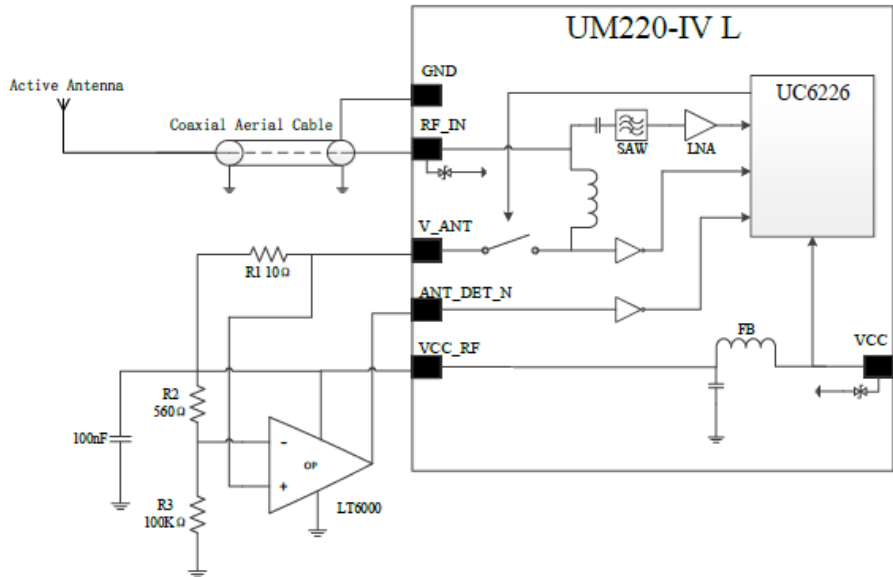 UM220-IV L
GND
Active Antenna
UC6226
Coaxial Aerial Cable
RF_IN
SAW
LNA
V_ANT
R1 10Ω
ANT_DET_N
FB
VCC_RF
VCC
R2
560Ω
100nF
-
OP
+
R3
100KΩ
LT6000